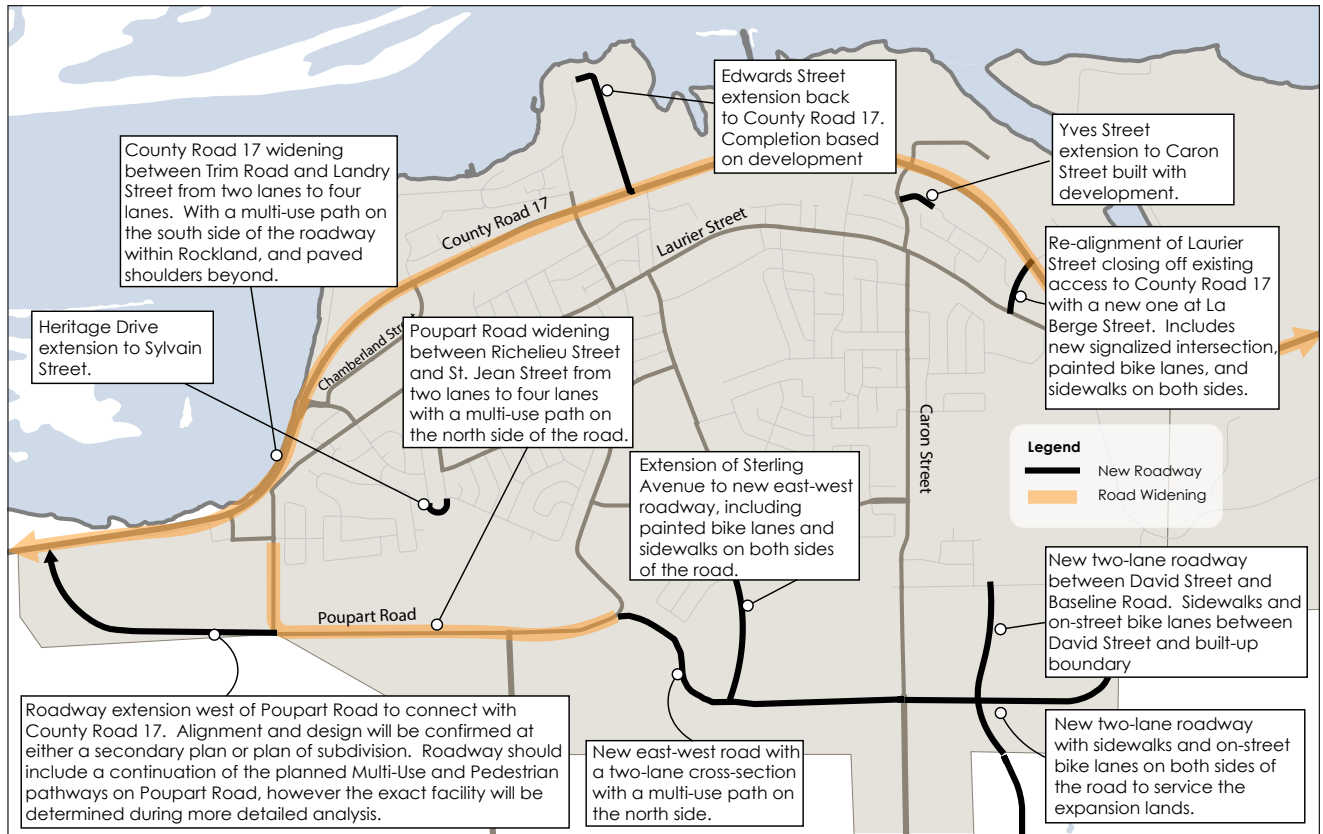 Edwards Street
extension back
to County Road 17.
Completion based
on development
Yves Street
extension to Caron
Street built with
development.
County Road 17 widening
between Trim Road and Landry
Street from two lanes to four
lanes.  With a multi-use path on
the south side of the roadway
within Rockland, and paved
shoulders beyond.
County Road 17
Laurier Street
Re-alignment of Laurier
Street closing off existing
access to County Road 17
with a new one at La
Berge Street.  Includes
new signalized intersection,
painted bike lanes, and
sidewalks on both sides.
Heritage Drive
extension to Sylvain
Street.
Chamberland Street
Poupart Road widening
between Richelieu Street
and St. Jean Street from
two lanes to four lanes
with a multi-use path on
the north side of the road.
Caron Street
Legend
New Roadway
Road Widening
Extension of Sterling
Avenue to new east-west
roadway, including
painted bike lanes and
sidewalks on both sides
of the road.
New two-lane roadway
between David Street and
Baseline Road.  Sidewalks and
on-street bike lanes between
David Street and built-up
boundary
Poupart Road
Roadway extension west of Poupart Road to connect with
County Road 17.  Alignment and design will be confirmed at
either a secondary plan or plan of subdivision.  Roadway should
include a continuation of the planned Multi-Use and Pedestrian
pathways on Poupart Road, however the exact facility will be
determined during more detailed analysis.
New east-west road with
a two-lane cross-section
with a multi-use path on
the north side.
New two-lane roadway
with sidewalks and on-street
bike lanes on both sides of
the road to service the
expansion lands.